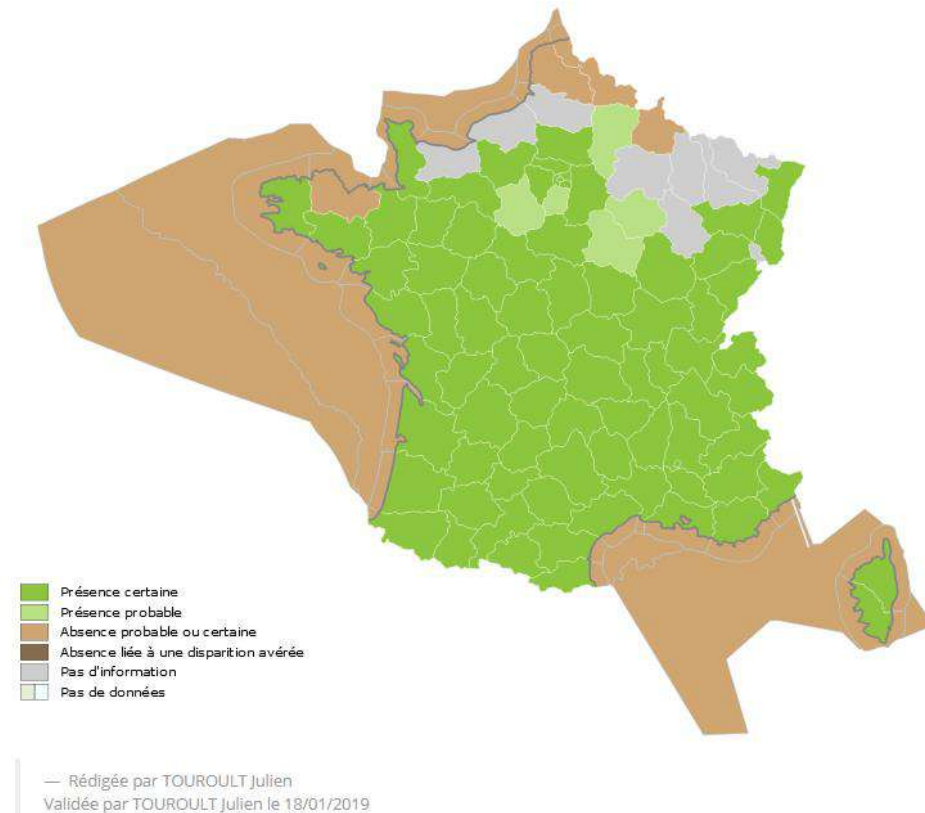 Présence certaine
Présence probable
Absence probable ou certaine
Absence liée à une disparition avérée
Pas d'information
Pas de données
— Rédigée par TOUROULT Julien
Validée par TOUROULT Julien le 18/01/2019